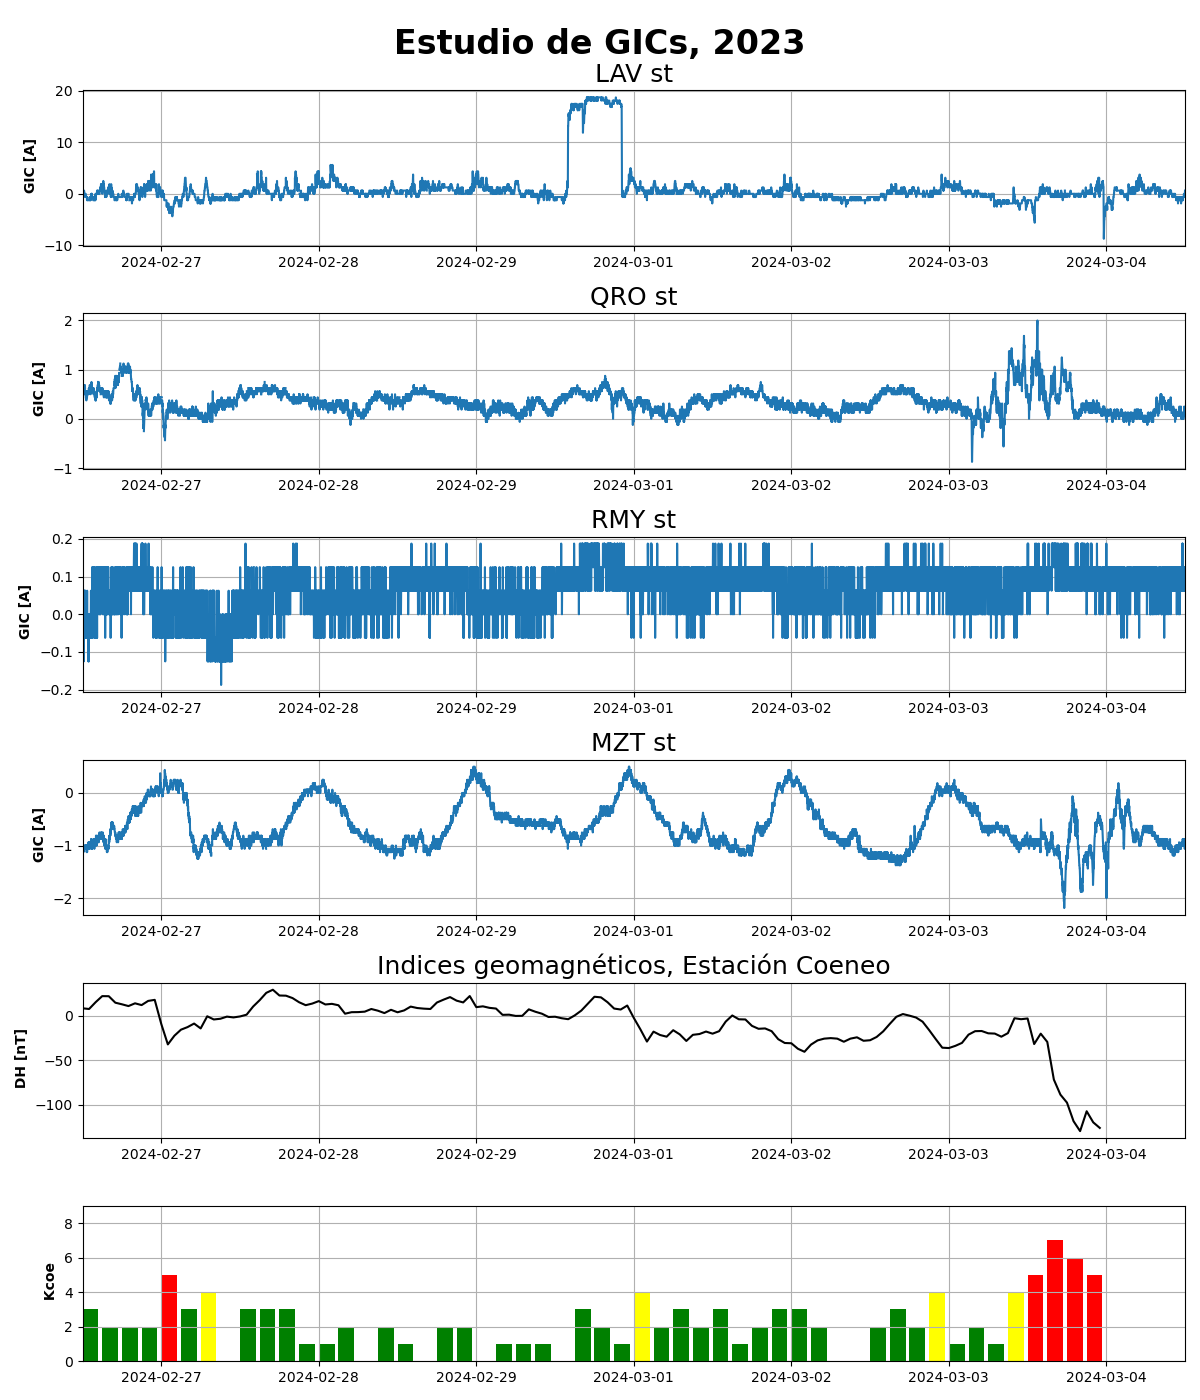 Estudio de GICs, 2023
LAV st
GIC [A]
20
10
0
−10
2024-02-27 2024-02-28 2024-02-29 2024-03-01 2024-03-02 2024-03-03 2024-03-04
QRO st
GIC [A]
2
1
0
−1
2024-02-27 2024-02-28 2024-02-29 2024-03-01 2024-03-02 2024-03-03 2024-03-04
RMY st
GIC [A]
0.2
0.1
0.0
−0.1
−0.2
2024-02-27 2024-02-28 2024-02-29 2024-03-01 2024-03-02 2024-03-03 2024-03-04
MZT st
GIC [A]
0
−1
−2
2024-02-27 2024-02-28 2024-02-29 2024-03-01 2024-03-02 2024-03-03 2024-03-04
Indices geomagnéticos, Estación Coeneo
DH [nT]
0
−50
−100
2024-02-27 2024-02-28 2024-02-29 2024-03-01 2024-03-02 2024-03-03 2024-03-04
Kcoe
8
6
4
2
0
2024-02-27 2024-02-28 2024-02-29 2024-03-01 2024-03-02 2024-03-03 2024-03-04